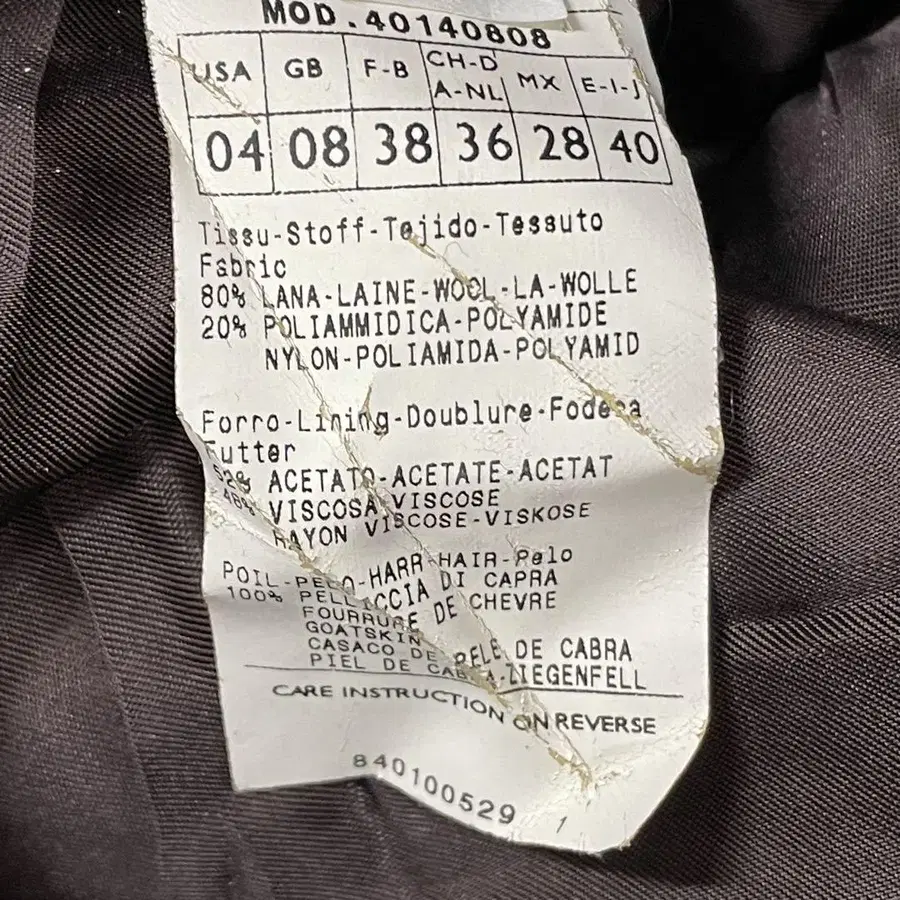 MOD.40140808
USA GB F-B CH-D A-NL MX E-I-J
04 08 38 36 28 40
Tissu-Stoff-Tejido-Tessuto
Fabric
80% LANA-LAINE-WOOL-LA-WOLLE
20% POLIAMMIDICA-POLYAMIDE
NYLON-POLIAMIDA-POLYAMID
Forro-Lining-Doublure-Fodera
Futter
52% ACETATO-ACETATE-ACETAT
48% VISCOSA VISCOSE
RAYON VISCOSE-VISKOSE
POIL-PELO-HARR-HAIR-Pelo
100% PELLICCIA DI CAPRA
FOURRURE DE CHEVRE
GOATSKIN
CASACO DE PELE DE CABRA
PIEL DE CABRA-ZIEGENFELL
CARE INSTRUCTION ON REVERSE
840100529 1